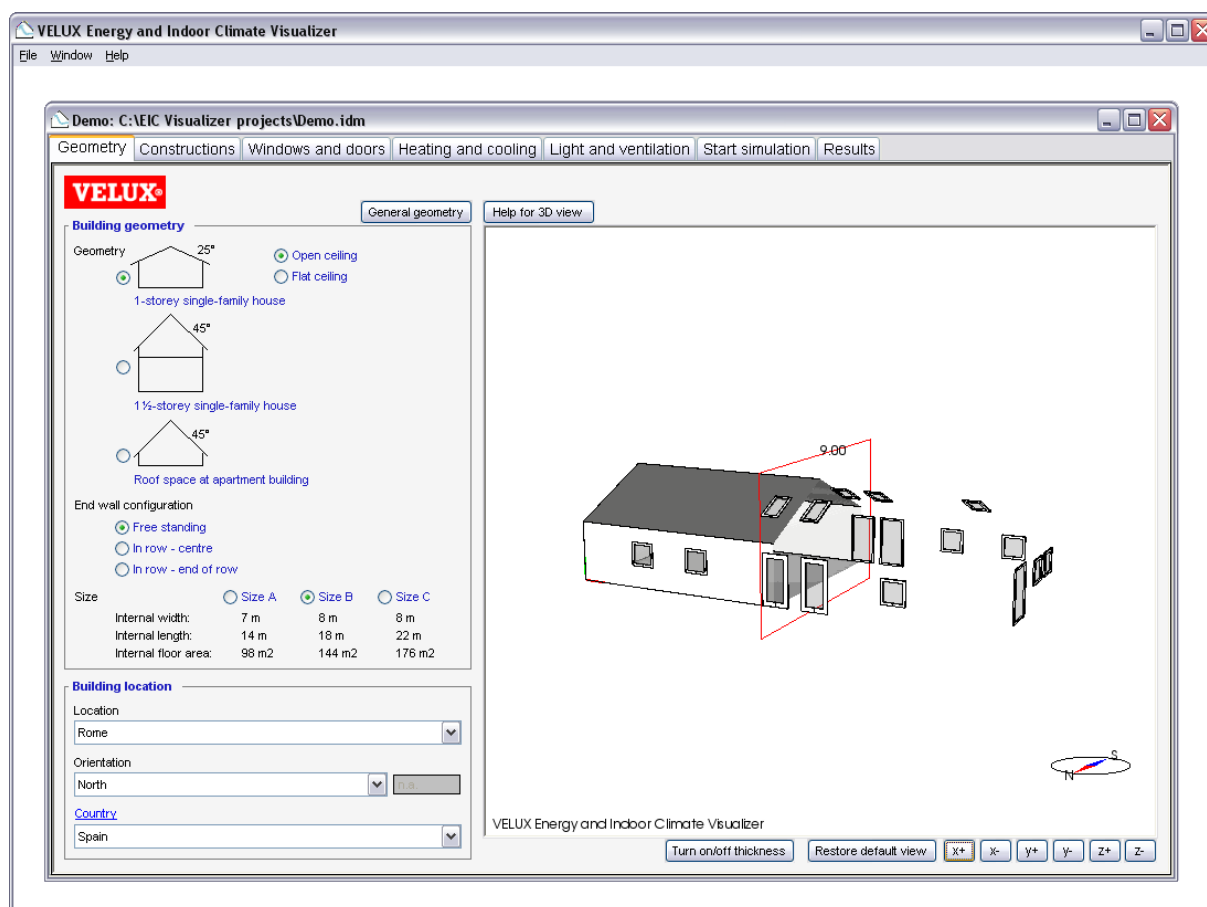 VELUX Energy and Indoor Climate Visualizer
File Window Help
Demo: C:\EIC Visualizer projects\Demo.idm
Geometry Constructions Windows and doors Heating and cooling Light and ventilation Start simulation Results
VELUX®
General geometry Help for 3D view
Building geometry
Geometry 25° Open ceiling
Flat ceiling
1-storey single-family house
45°
1½-storey single-family house
45°
Roof space at apartment building
End wall configuration
Free standing
In row - centre
In row - end of row
Size Size A Size B Size C
Internal width: 7 m 8 m 8 m
Internal length: 14 m 18 m 22 m
Internal floor area: 98 m2 144 m2 176 m2
Building location
Location
Rome
Orientation
North n.a.
Country
Spain
9.00
S
N
VELUX Energy and Indoor Climate Visualizer
Turn on/off thickness Restore default view x+ x- y+ y- z+ z-